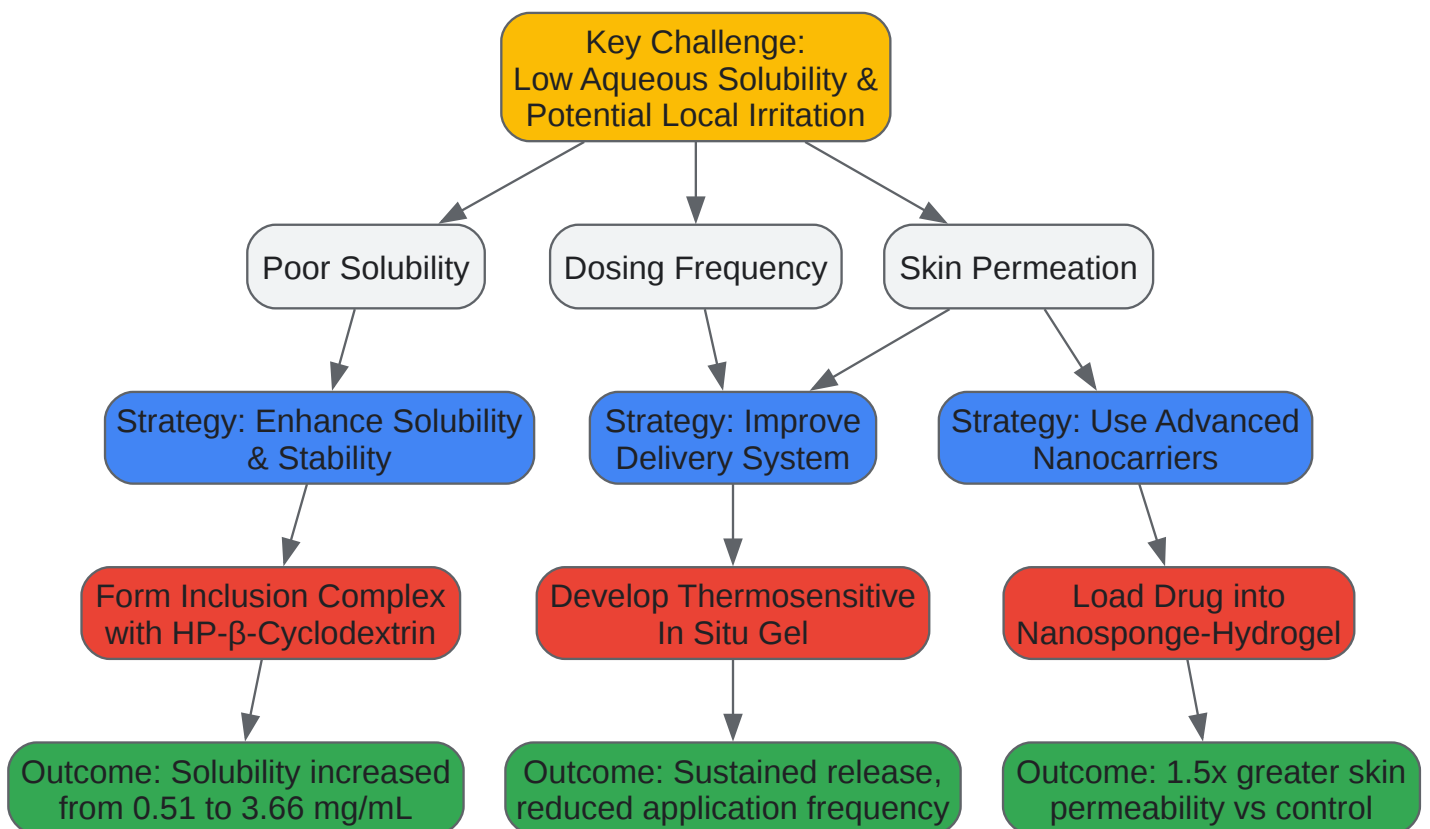 Key Challenge:
Low Aqueous Solubility &
Potential Local Irritation
Poor Solubility
Dosing Frequency
Skin Permeation
Strategy: Enhance Solubility
& Stability
Strategy: Improve
Delivery System
Strategy: Use Advanced
Nanocarriers
Form Inclusion Complex
with HP-β-Cyclodextrin
Develop Thermosensitive
In Situ Gel
Load Drug into
Nanosponge-Hydrogel
Outcome: Solubility increased
from 0.51 to 3.66 mg/mL
Outcome: Sustained release,
reduced application frequency
Outcome: 1.5x greater skin
permeability vs control